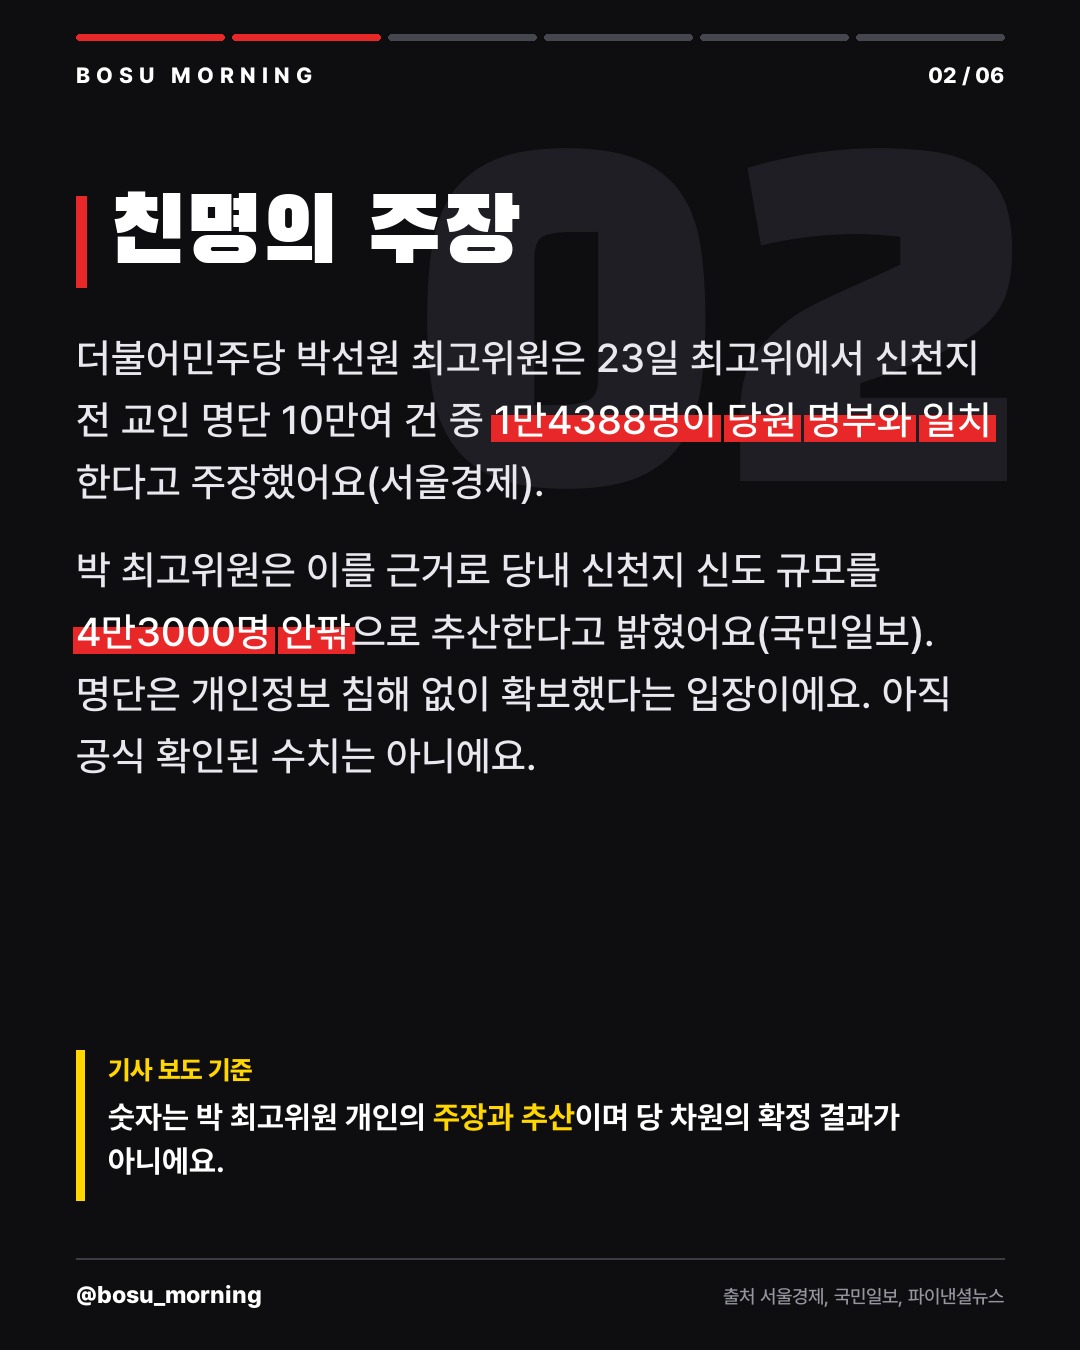 BOSU MORNING
02 / 06
02
친명의 주장
더불어민주당 박선원 최고위원은 23일 최고위에서 신천지
전 교인 명단 10만여 건 중 1만4388명이 당원 명부와 일치
한다고 주장했어요(서울경제).
박 최고위원은 이를 근거로 당내 신천지 신도 규모를
4만3000명 안팎으로 추산한다고 밝혔어요(국민일보).
명단은 개인정보 침해 없이 확보했다는 입장이에요. 아직
공식 확인된 수치는 아니에요.
기사 보도 기준
숫자는 박 최고위원 개인의 주장과 추산이며 당 차원의 확정 결과가
아니에요.
@bosu_morning
출처 서울경제, 국민일보, 파이낸셜뉴스